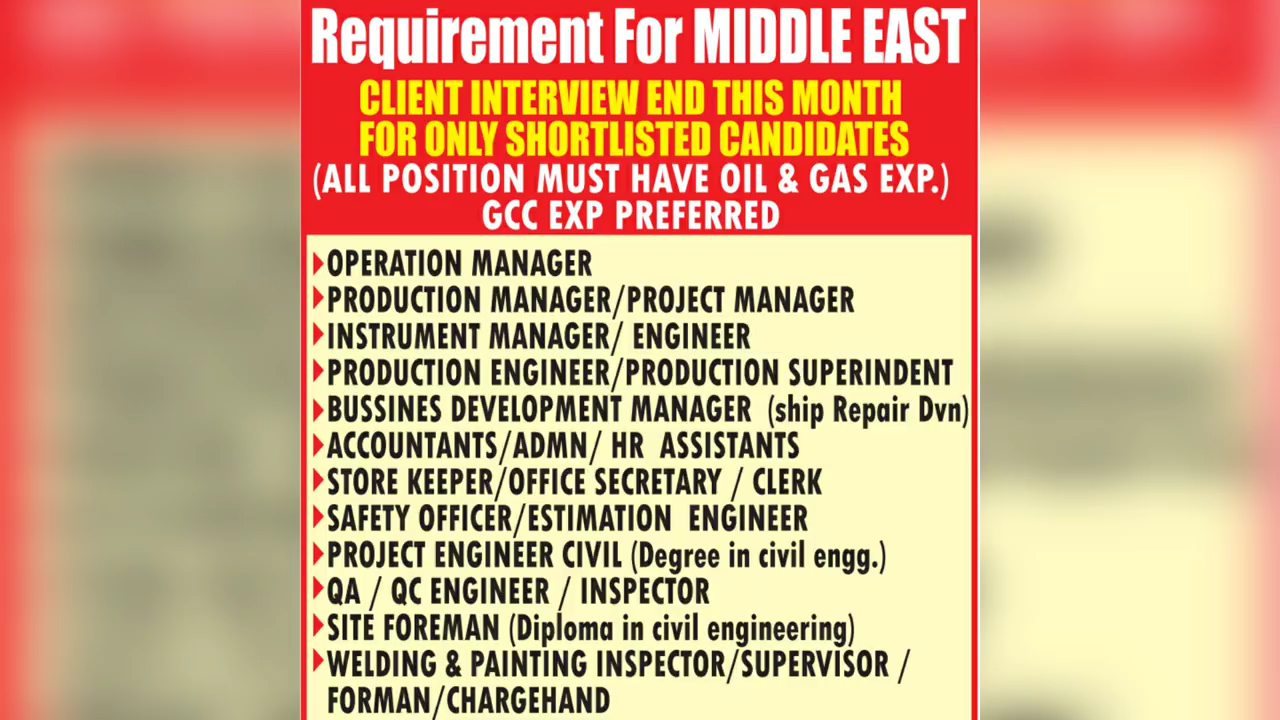 Requirement For MIDDLE EAST
CLIENT INTERVIEW END THIS MONTH
FOR ONLY SHORTLISTED CANDIDATES
(ALL POSITION MUST HAVE OIL & GAS EXP.)
GCC EXP PREFERRED
OPERATION MANAGER
PRODUCTION MANAGER/PROJECT MANAGER
INSTRUMENT MANAGER/ ENGINEER
PRODUCTION ENGINEER/PRODUCTION SUPERINDENT
BUSSINES DEVELOPMENT MANAGER (ship Repair Dvn)
ACCOUNTANTS/ADMN/ HR ASSISTANTS
STORE KEEPER/OFFICE SECRETARY / CLERK
SAFETY OFFICER/ESTIMATION ENGINEER
PROJECT ENGINEER CIVIL (Degree in civil engg.)
QA / QC ENGINEER / INSPECTOR
SITE FOREMAN (Diploma in civil engineering)
WELDING & PAINTING INSPECTOR/SUPERVISOR /
FORMAN/CHARGEHAND